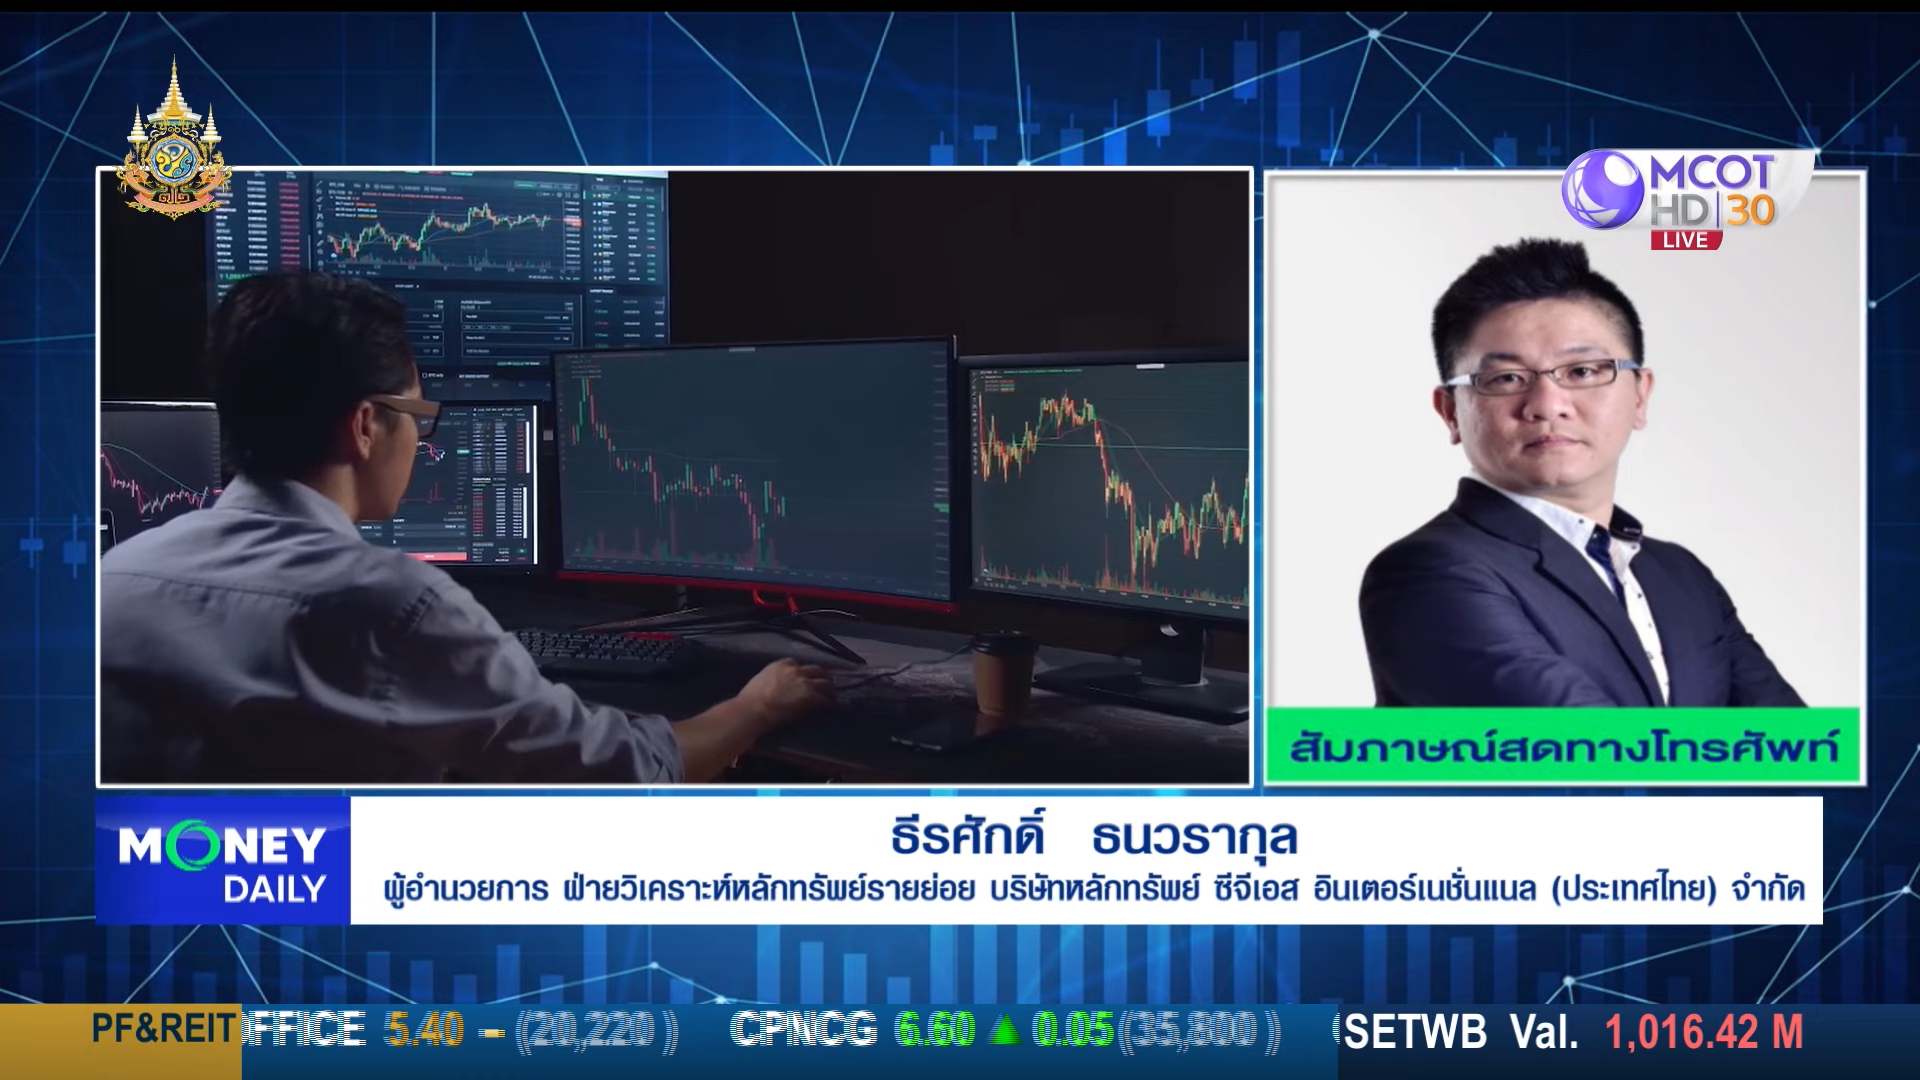 MCOT
HD 30
LIVE
สัมภาษณ์สดทางโทรศัพท์
MONEY
DAILY
ธีรศักดิ์ ธนวรากุล
ผู้อำนวยการ ฝ่ายวิเคราะห์หลักทรัพย์รายย่อย บริษัทหลักทรัพย์ ซีจีเอส อินเตอร์เนชั่นแนล (ประเทศไทย) จำกัด
PF&REIT OFFICE 5.40 – (20,220) CPNCG 6.60 ▲ 0.05 (35,800) SETWB Val. 1,016.42 M